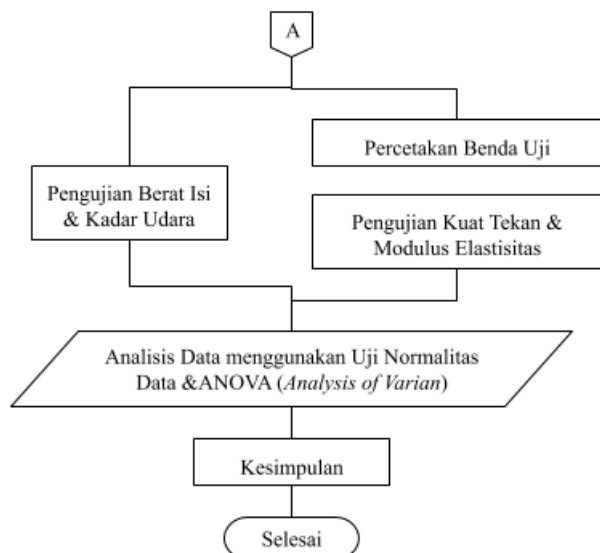 A
Percetakan Benda Uji
Pengujian Berat Isi
& Kadar Udara
Pengujian Kuat Tekan &
Modulus Elastisitas
Analisis Data menggunakan Uji Normalitas
Data &ANOVA (Analysis of Varian)
Kesimpulan
Selesai